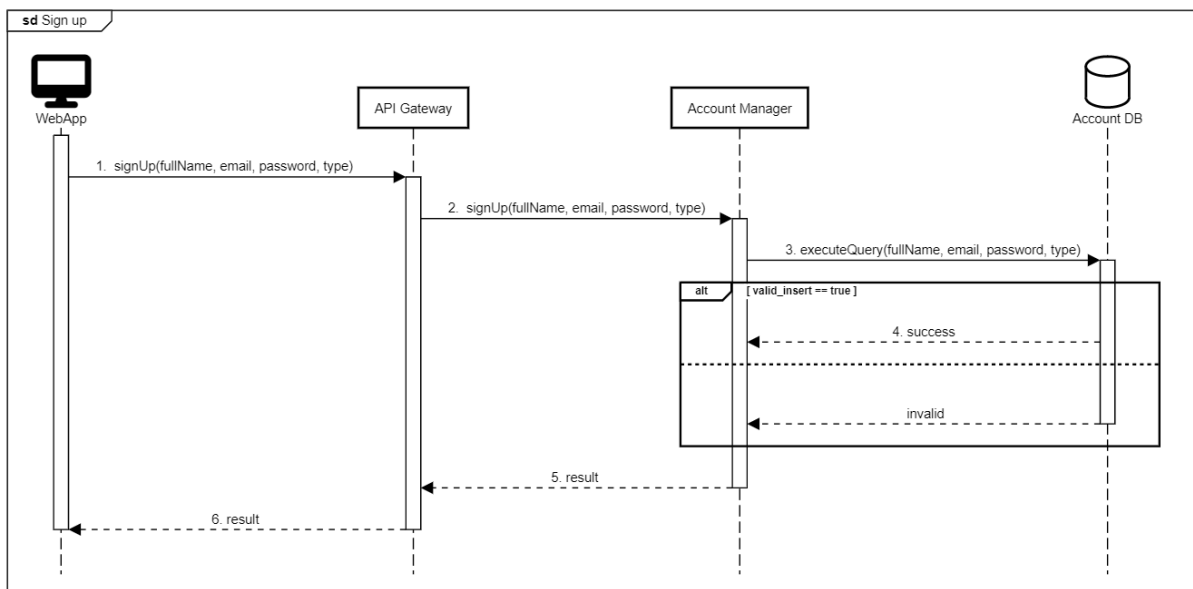 sd Sign up
WebApp
API Gateway
Account Manager
Account DB
1. signUp(fullName, email, password, type)
2. signUp(fullName, email, password, type)
3. executeQuery(fullName, email, password, type)
alt
[ valid_insert == true ]
4. success
invalid
5. result
6. result